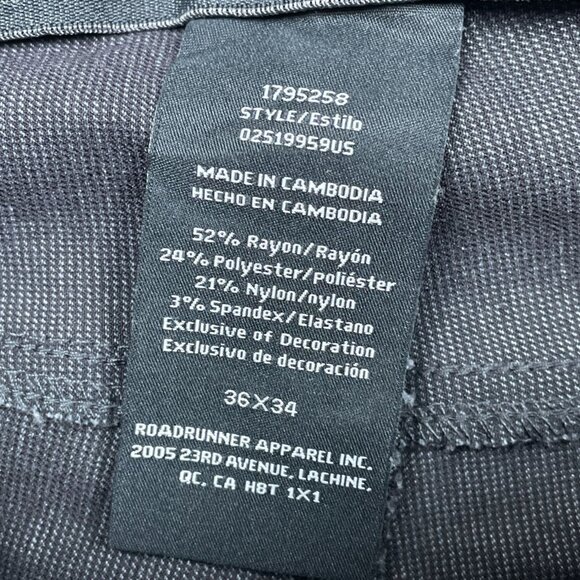 1795258
STYLE/Estilo
02519959US
MADE IN CAMBODIA
HECHO EN CAMBODIA
52% Rayon/Rayón
24% Polyester/poliéster
21% Nylon/nylon
3% Spandex/Elastano
Exclusive of Decoration
Exclusivo de decoración
36X34
ROADRUNNER APPAREL INC.
2005 23RD AVENUE, LACHINE.
QC, CA H8T 1X1